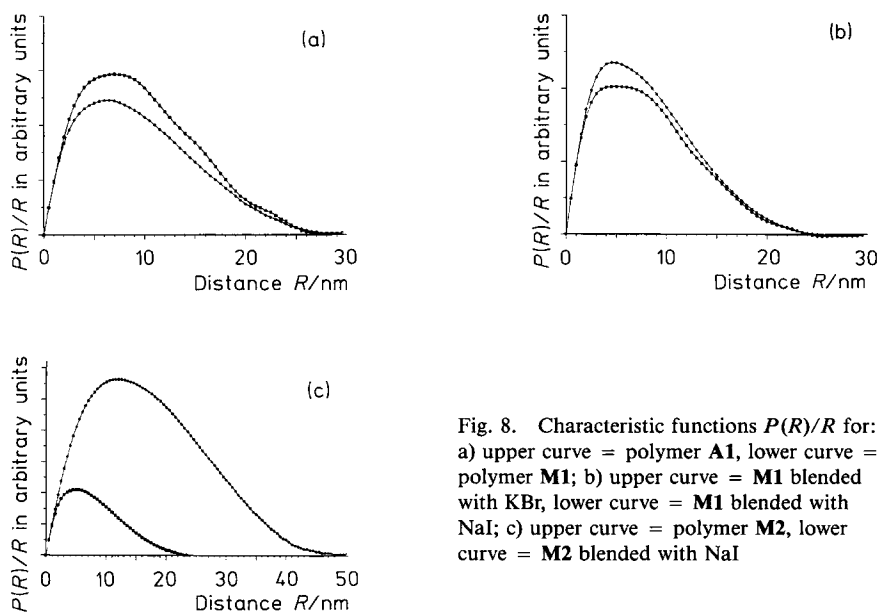 (a)
P(R)/R in arbitrary units
0 10 20 30
Distance R/nm
(b)
P(R)/R in arbitrary units
0 10 20 30
Distance R/nm
(c)
P(R)/R in arbitrary units
0 10 20 30 40 50
Distance R/nm
Fig. 8. Characteristic functions P(R)/R for:
a) upper curve = polymer A1, lower curve =
polymer M1; b) upper curve = M1 blended
with KBr, lower curve = M1 blended with
NaI; c) upper curve = polymer M2, lower
curve = M2 blended with NaI